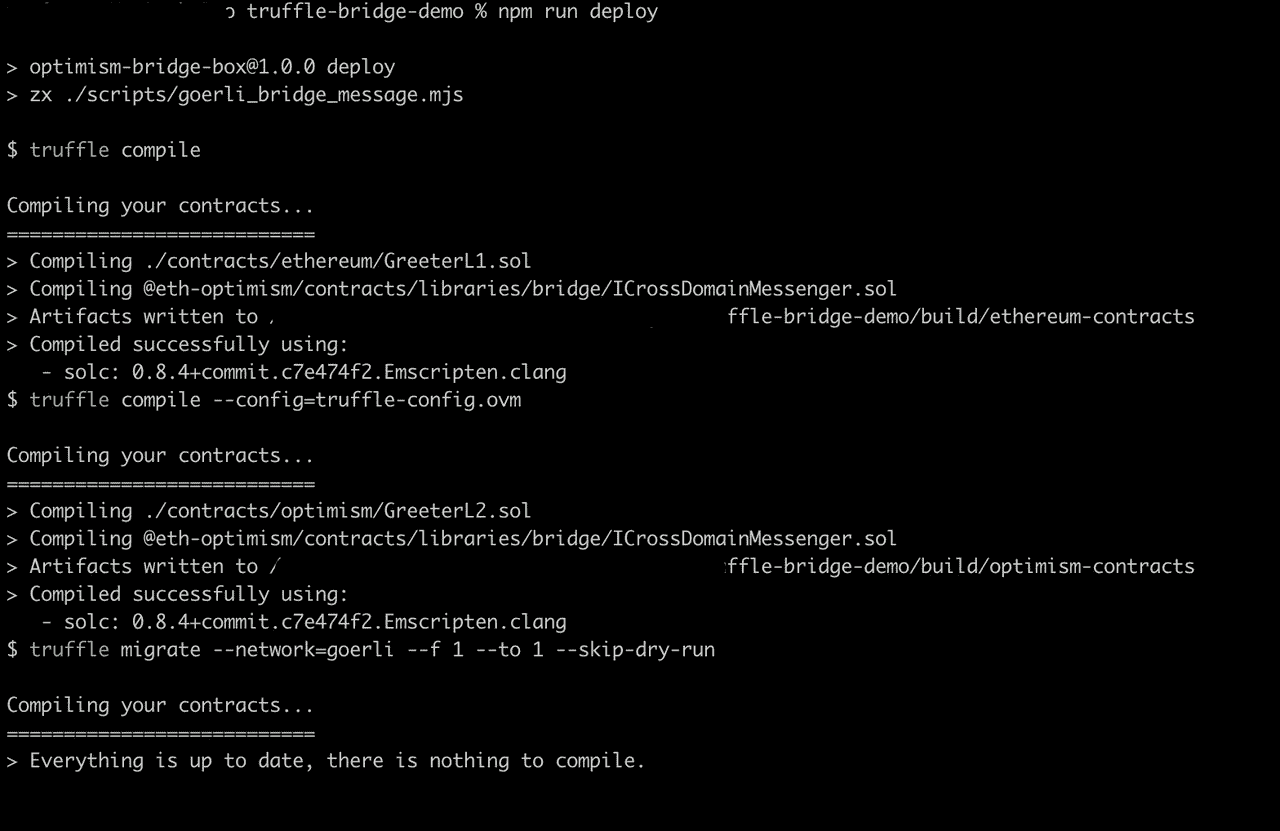 truffle-bridge-demo % npm run deploy
> optimism-bridge-box@1.0.0 deploy
> zx ./scripts/goerli_bridge_message.mjs
$ truffle compile
Compiling your contracts...
===========================
> Compiling ./contracts/ethereum/GreeterL1.sol
> Compiling @eth-optimism/contracts/libraries/bridge/ICrossDomainMessenger.sol
> Artifacts written to / ffle-bridge-demo/build/ethereum-contracts
> Compiled successfully using:
- solc: 0.8.4+commit.c7e474f2.Emscripten.clang
$ truffle compile --config=truffle-config.ovm
Compiling your contracts...
===========================
> Compiling ./contracts/optimism/GreeterL2.sol
> Compiling @eth-optimism/contracts/libraries/bridge/ICrossDomainMessenger.sol
> Artifacts written to / ffle-bridge-demo/build/optimism-contracts
> Compiled successfully using:
- solc: 0.8.4+commit.c7e474f2.Emscripten.clang
$ truffle migrate --network=goerli --f 1 --to 1 --skip-dry-run
Compiling your contracts...
===========================
> Everything is up to date, there is nothing to compile.